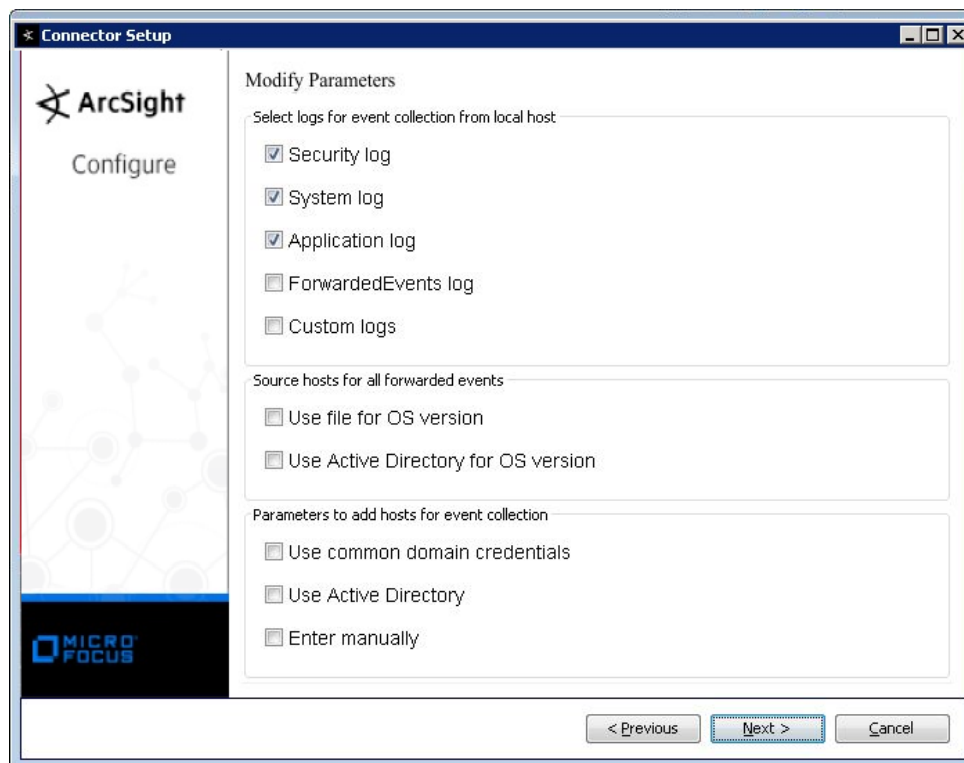 Connector Setup
ArcSight
Configure
Modify Parameters
Select logs for event collection from local host
Security log
System log
Application log
ForwardedEvents log
Custom logs
Source hosts for all forwarded events
Use file for OS version
Use Active Directory for OS version
Parameters to add hosts for event collection
Use common domain credentials
Use Active Directory
Enter manually
MICRO
FOCUS
< Previous
Next >
Cancel